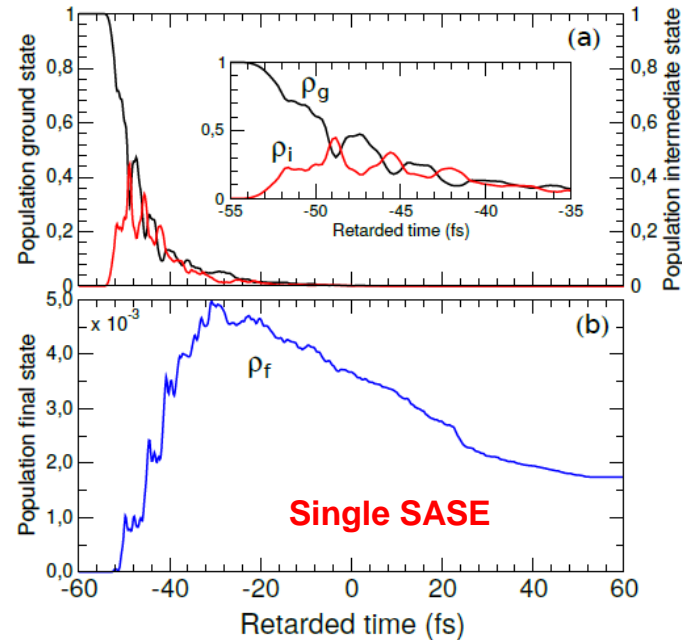 (a)
Population ground state
1
0,8
0,6
0,4
0,2
0
Population intermediate state
1
0,8
0,6
0,4
0,2
0
1
0,5
0
ρg
ρi
-55 -50 -45 -40 -35
Retarded time (fs)
(b)
Population final state
5,0
x 10-3
4,0
3,0
2,0
1,0
0,0
ρf
Single SASE
-60 -40 -20 0 20 40 60
Retarded time (fs)